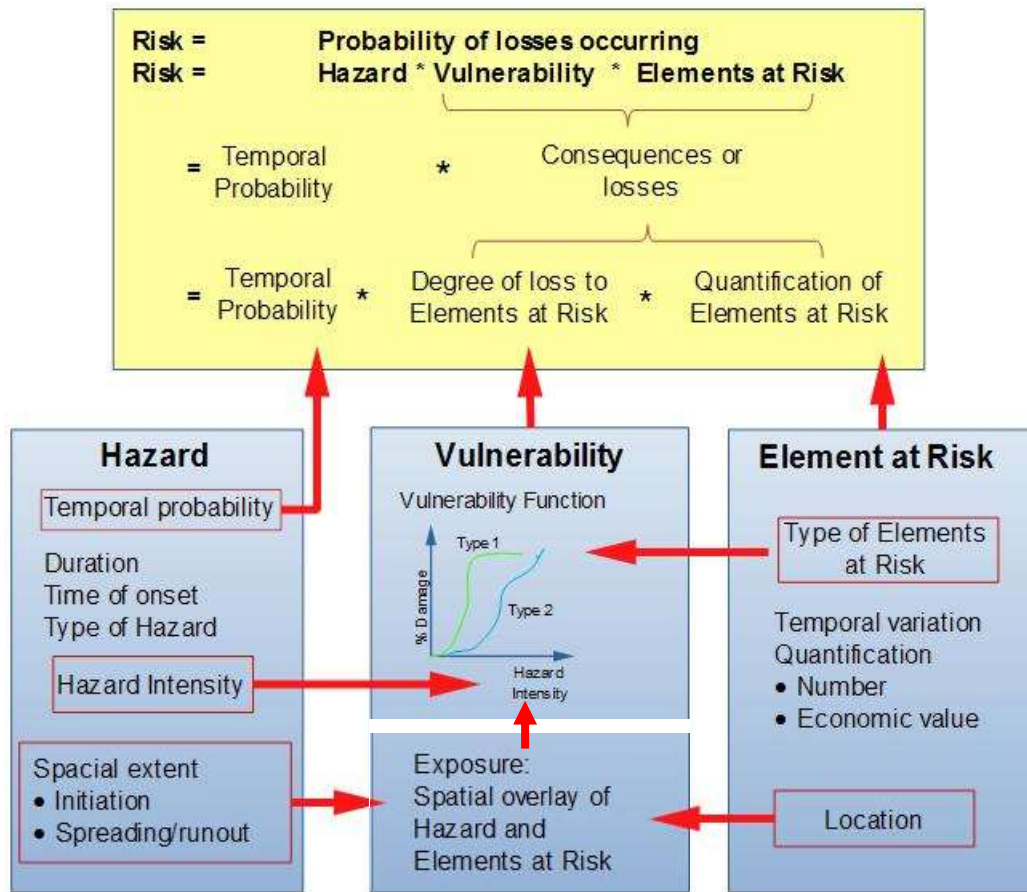 Risk = Probability of losses occurring
Risk = Hazard * Vulnerability * Elements at Risk
= Temporal Probability * Consequences or losses
= Temporal Probability * Degree of loss to Elements at Risk * Quantification of Elements at Risk
Hazard
Temporal probability
Duration
Time of onset
Type of Hazard
Hazard Intensity
Spacial extent
• Initiation
• Spreading/runout
Vulnerability
Vulnerability Function
% Damage
Type 1
Type 2
Hazard
Intensity
Exposure:
Spatial overlay of
Hazard and
Elements at Risk
Element at Risk
Type of Elements
at Risk
Temporal variation
Quantification
• Number
• Economic value
Location